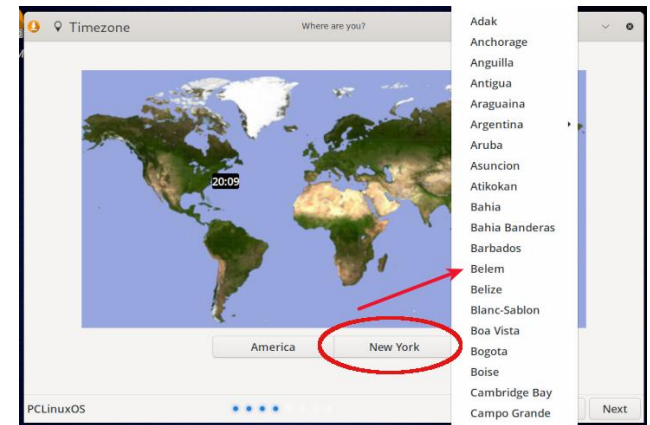 Timezone
Where are you?
20:09
America
New York
Adak
Anchorage
Anguilla
Antigua
Araguaina
Argentina
Aruba
Asuncion
Atikokan
Bahia
Bahia Banderas
Barbados
Belem
Belize
Blanc-Sablon
Boa Vista
Bogota
Boise
Cambridge Bay
Campo Grande
PCLinuxOS
Next